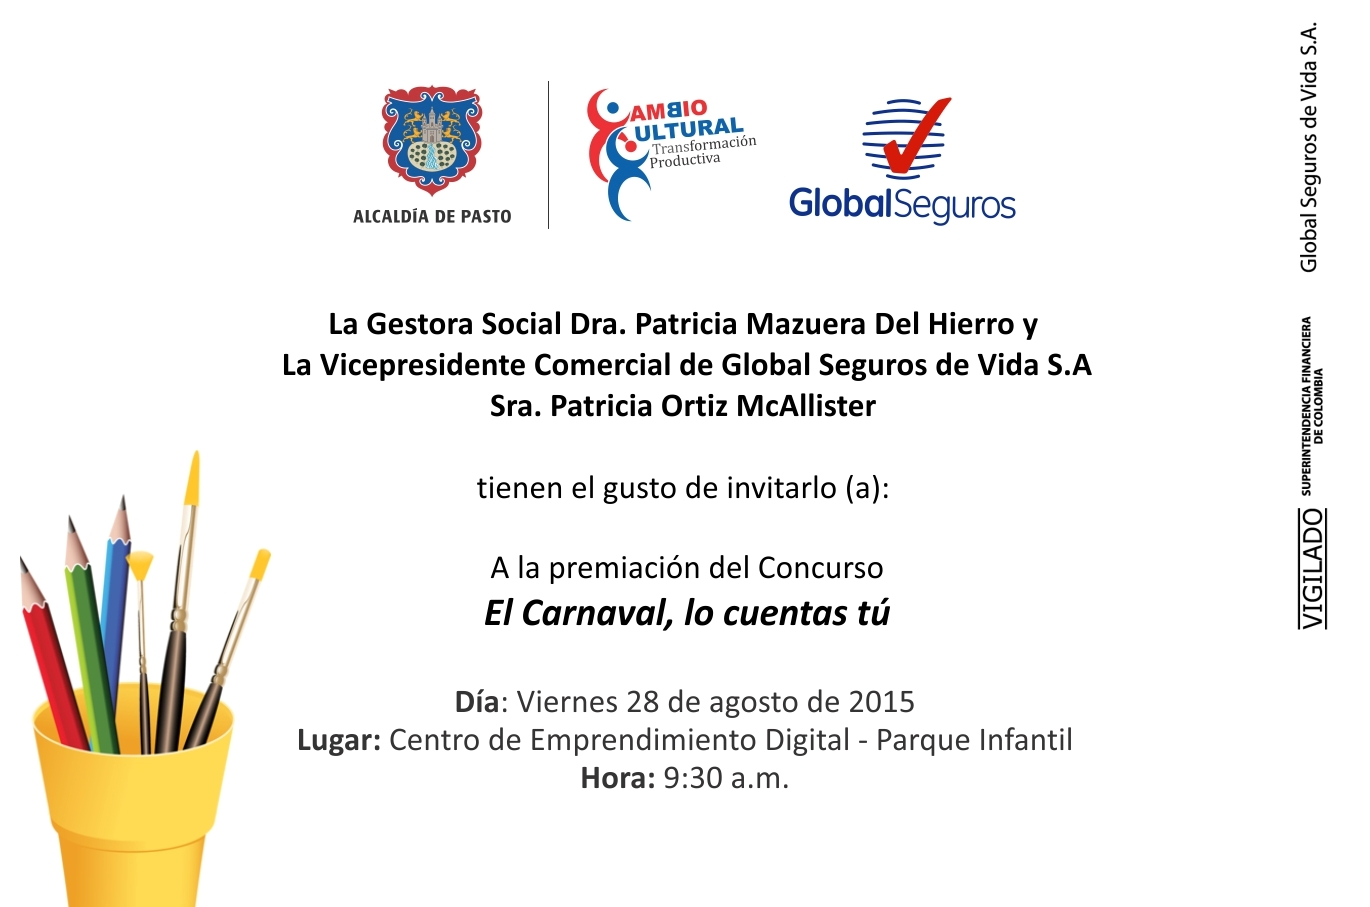 ALCALDÍA DE PASTO
CAMBIO
CULTURAL
Transformación
Productiva
GlobalSeguros
La Gestora Social Dra. Patricia Mazuera Del Hierro y
La Vicepresidente Comercial de Global Seguros de Vida S.A
Sra. Patricia Ortiz McAllister
tienen el gusto de invitarlo (a):
A la premiación del Concurso
El Carnaval, lo cuentas tú
Día: Viernes 28 de agosto de 2015
Lugar: Centro de Emprendimiento Digital - Parque Infantil
Hora: 9:30 a.m.
Global Seguros de Vida S.A.
VIGILADO
SUPERINTENDENCIA FINANCIERA
DE COLOMBIA